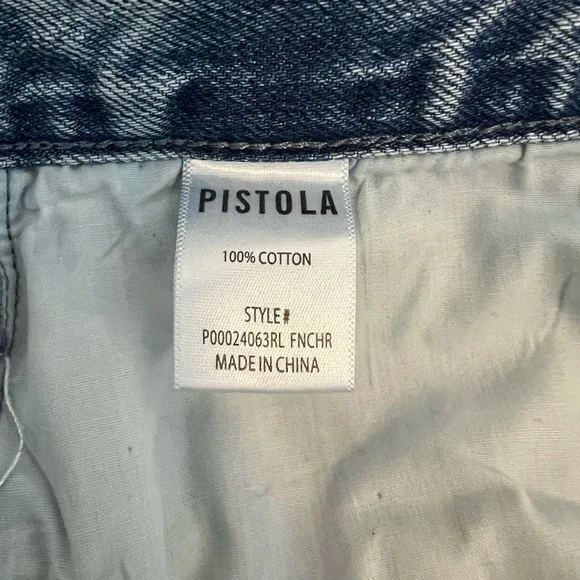 PISTOLA
100% COTTON
STYLE#
P00024063RL FNCHR
MADE IN CHINA